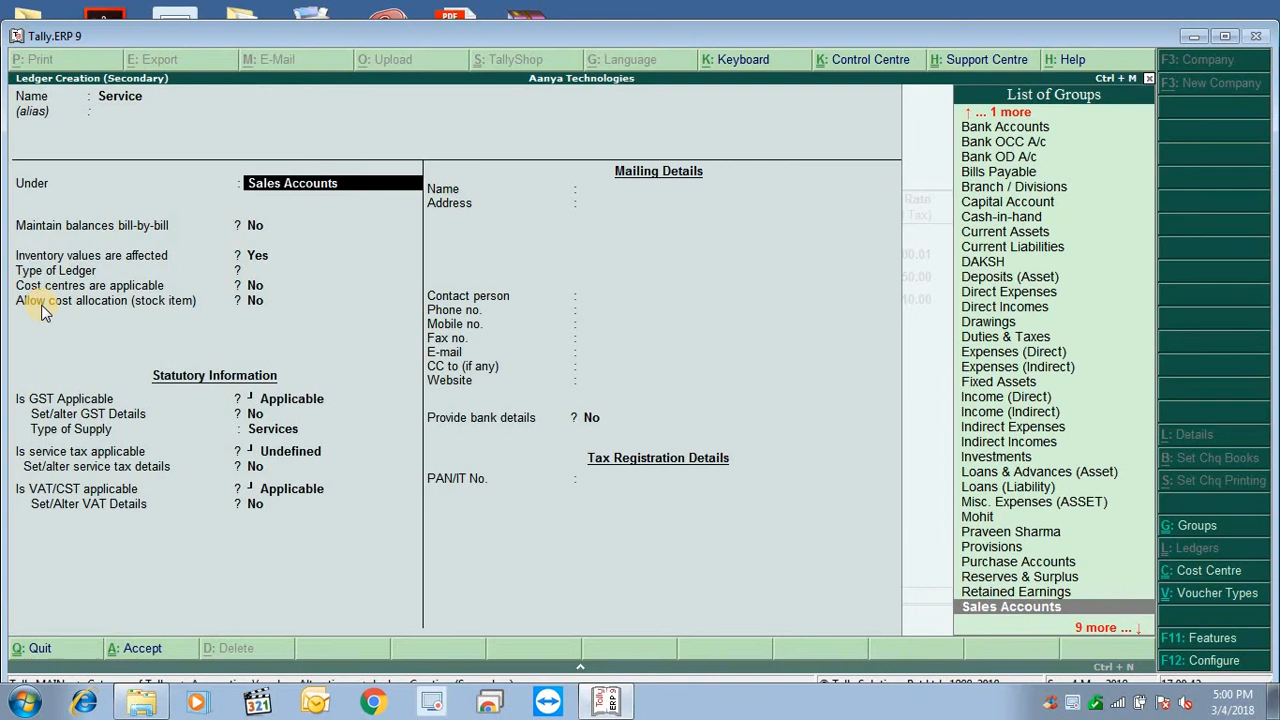 PDF
Tally.ERP 9
P: Print
E: Export
M: E-Mail
O: Upload
S: TallyShop
G: Language
K: Keyboard
K: Control Centre
H: Support Centre
H: Help
F3: Company
F3: New Company
Ledger Creation (Secondary)
Aanya Technologies
Ctrl + M
Name : Service
(alias) :
Under : Sales Accounts
Maintain balances bill-by-bill ? No
Inventory values are affected ? Yes
Type of Ledger ?
Cost centres are applicable ? No
Allow cost allocation (stock item) ? No
Statutory Information
Is GST Applicable ? Applicable
Set/alter GST Details ? No
Type of Supply : Services
Is service tax applicable ? Undefined
Set/alter service tax details ? No
Is VAT/CST applicable ? Applicable
Set/Alter VAT Details ? No
Mailing Details
Name :
Address :
Contact person :
Phone no. :
Mobile no. :
Fax no. :
E-mail :
CC to (if any) :
Website :
Provide bank details ? No
Tax Registration Details
PAN/IT No. :
Rate
Tax)
00.01
50.00
40.00
List of Groups
↑ ... 1 more
Bank Accounts
Bank OCC A/c
Bank OD A/c
Bills Payable
Branch / Divisions
Capital Account
Cash-in-hand
Current Assets
Current Liabilities
DAKSH
Deposits (Asset)
Direct Expenses
Direct Incomes
Drawings
Duties & Taxes
Expenses (Direct)
Expenses (Indirect)
Fixed Assets
Income (Direct)
Income (Indirect)
Indirect Expenses
Indirect Incomes
Investments
Loans & Advances (Asset)
Loans (Liability)
Misc. Expenses (ASSET)
Mohit
Praveen Sharma
Provisions
Purchase Accounts
Reserves & Surplus
Retained Earnings
Sales Accounts
9 more ... ↓
L: Details
B: Set Chq Books
S: Set Chq Printing
G: Groups
L: Ledgers
C: Cost Centre
V: Voucher Types
F11: Features
F12: Configure
Q: Quit
A: Accept
D: Delete
Ctrl + N
321
5:00 PM
3/4/2018